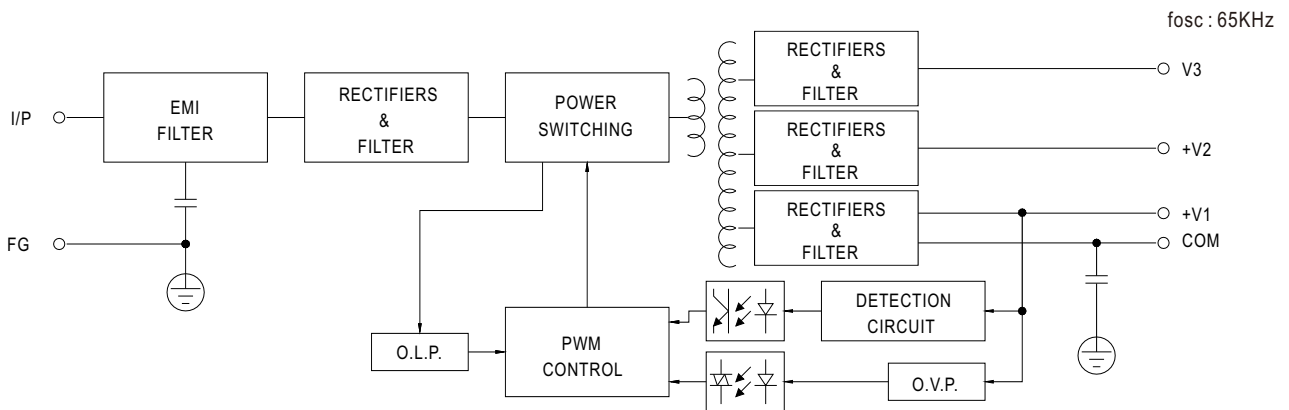 fosc : 65KHz
I/P
EMI
FILTER
RECTIFIERS
&
FILTER
POWER
SWITCHING
RECTIFIERS
&
FILTER
V3
RECTIFIERS
&
FILTER
+V2
RECTIFIERS
&
FILTER
+V1
COM
FG
O.L.P.
PWM
CONTROL
DETECTION
CIRCUIT
O.V.P.